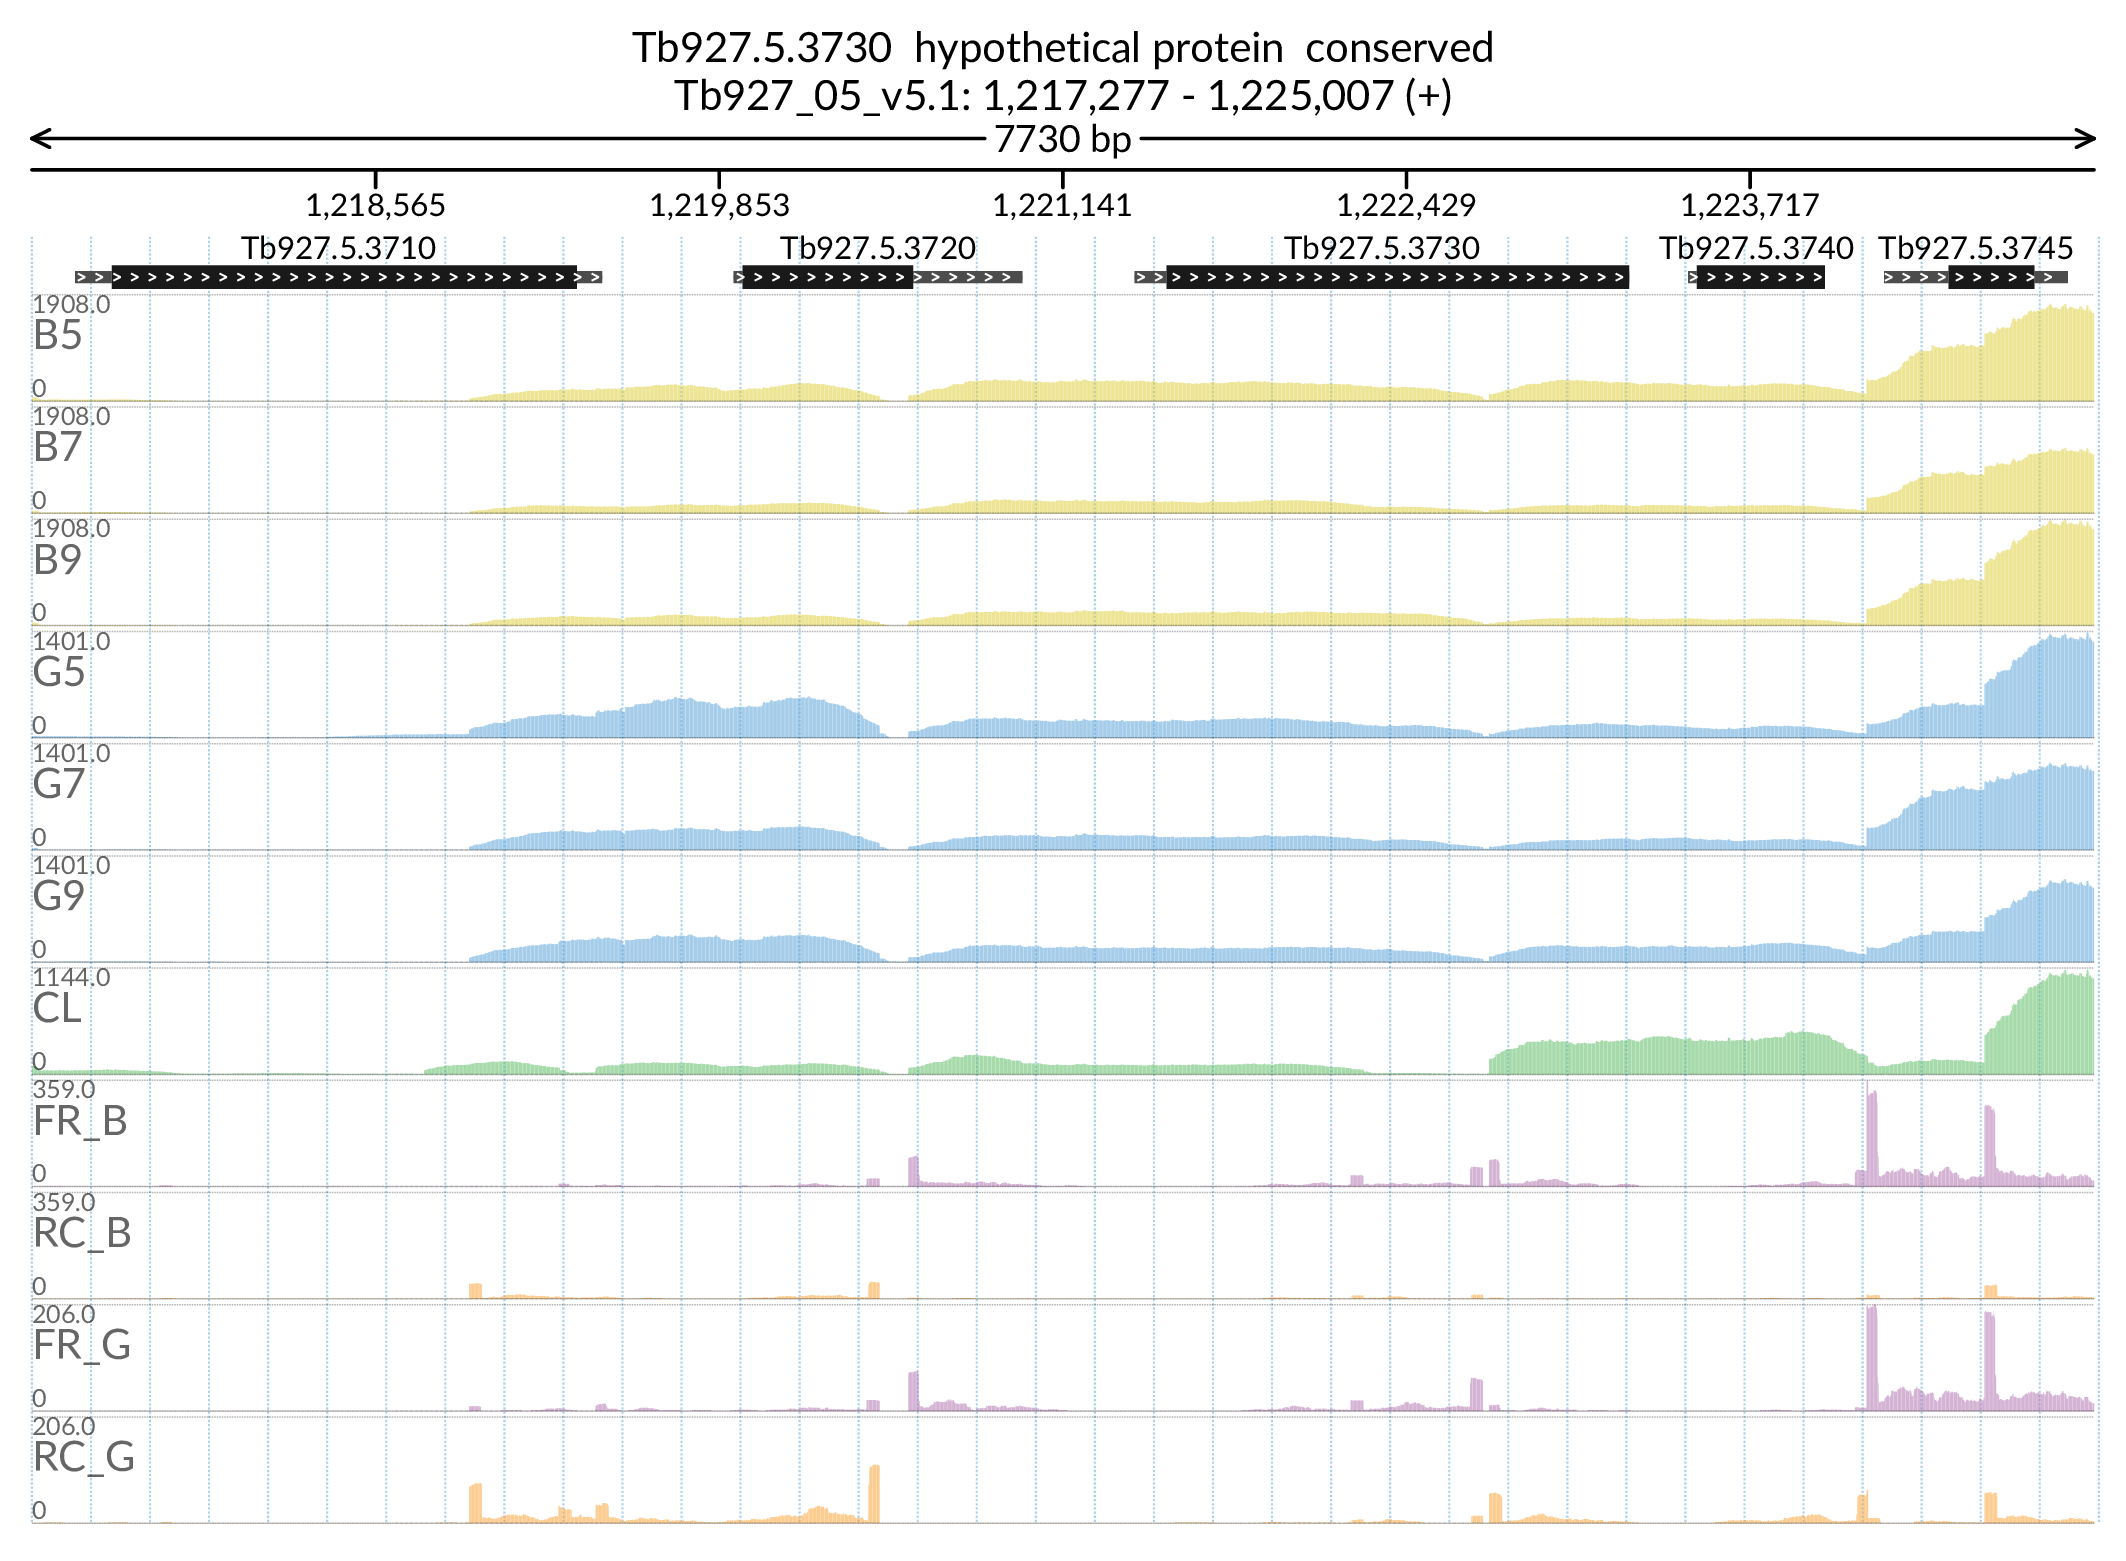 Tb927.5.3730 hypothetical protein conserved
Tb927_05_v5.1: 1,217,277 - 1,225,007 (+)
7730 bp
1,218,565 1,219,853 1,221,141 1,222,429 1,223,717
Tb927.5.3710 Tb927.5.3720 Tb927.5.3730 Tb927.5.3740 Tb927.5.3745
1908.0
B5
0
1908.0
B7
0
1908.0
B9
0
1401.0
G5
0
1401.0
G7
0
1401.0
G9
0
1144.0
CL
0
359.0
FR_B
0
359.0
RC_B
0
206.0
FR_G
0
206.0
RC_G
0